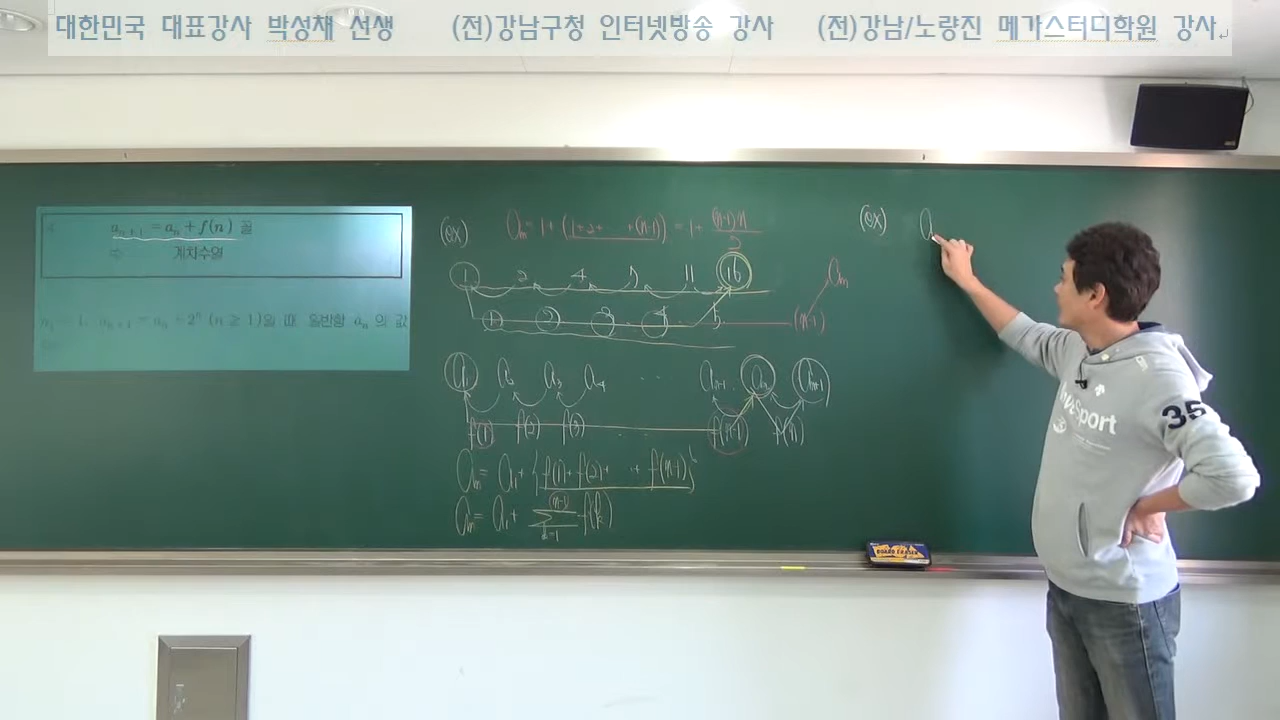 대한민국 대표강사 박성채 선생 (전)강남구청 인터넷방송 강사 (전)강남/노량진 메가스터디학원 강사
a_{n+1} = a_n + f(n) 꼴
⇨ 계차수열
a_1 = 1, a_{n+1} = a_n + 2^n (n ≥ 1)일 때 일반항 a_n 의 값
(ex) a_n = 1 + (1+2+ ... +(n-1)) = 1 + (n-1)n / 2
1 2 4 7 11 16 a_n
1 2 3 4 5 (n-1)
a_1 a_2 a_3 a_4 ... a_{n-1} a_n a_{n+1}
f(1) f(2) f(3) ... f(n-1) f(n)
a_n = a_1 + {f(1)+f(2)+ ... + f(n-1)}
a_n = a_1 + \sum_{k=1}^{(n-1)} f(k)
(ex) a
BOARD ERASER
Sport
35